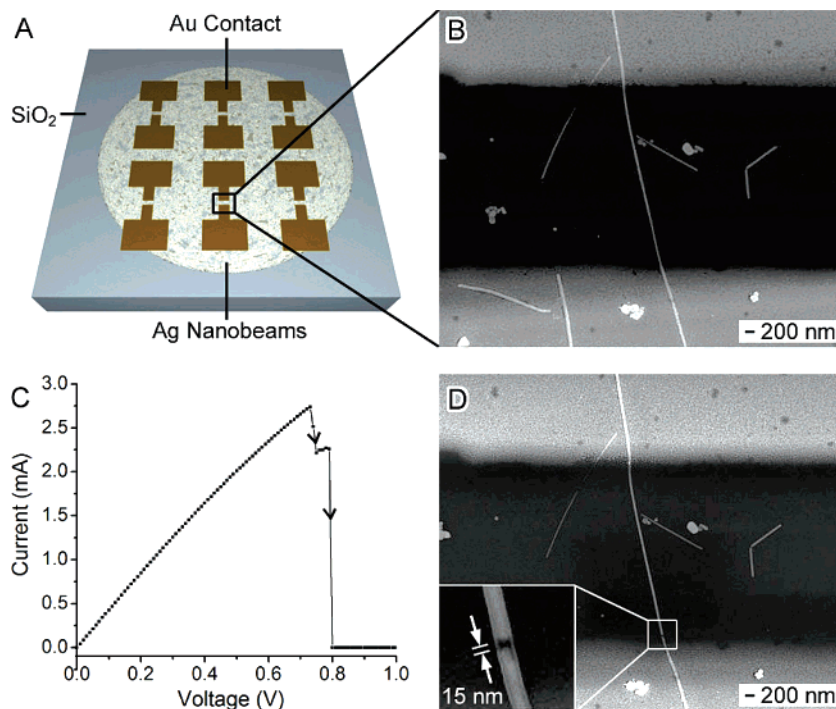 A
Au Contact
SiO₂
Ag Nanobeams
B
200 nm
C
3.0
2.5
2.0
1.5
1.0
0.5
0.0
Current (mA)
0.0 0.2 0.4 0.6 0.8 1.0
Voltage (V)
D
15 nm
200 nm